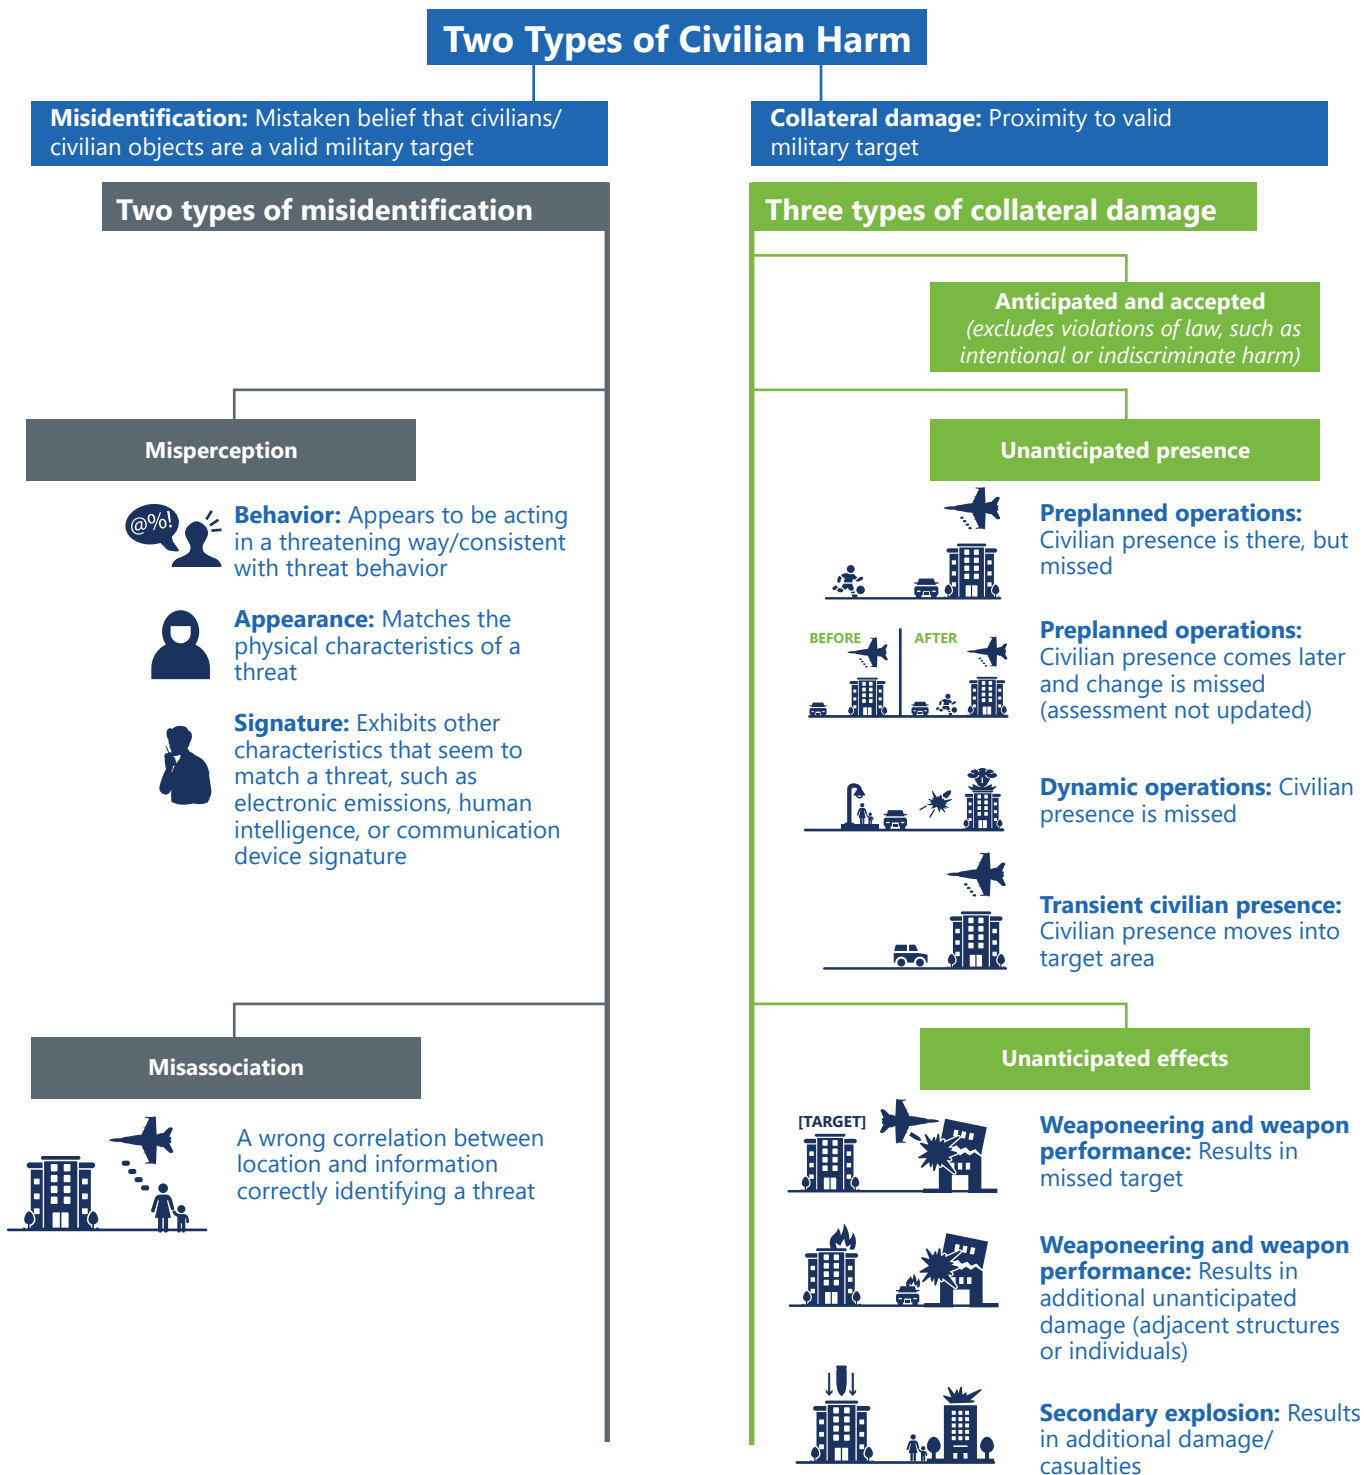 Two Types of Civilian Harm
Misidentification: Mistaken belief that civilians/
civilian objects are a valid military target
Two types of misidentification
Misperception
@%!
Behavior: Appears to be acting
in a threatening way/consistent
with threat behavior
Appearance: Matches the
physical characteristics of a
threat
Signature: Exhibits other
characteristics that seem to
match a threat, such as
electronic emissions, human
intelligence, or communication
device signature
Misassociation
A wrong correlation between
location and information
correctly identifying a threat
Collateral damage: Proximity to valid
military target
Three types of collateral damage
Anticipated and accepted
(excludes violations of law, such as
intentional or indiscriminate harm)
Unanticipated presence
Preplanned operations:
Civilian presence is there, but
missed
BEFORE
AFTER
Preplanned operations:
Civilian presence comes later
and change is missed
(assessment not updated)
Dynamic operations: Civilian
presence is missed
Transient civilian presence:
Civilian presence moves into
target area
Unanticipated effects
[TARGET]
Weaponeering and weapon
performance: Results in
missed target
Weaponeering and weapon
performance: Results in
additional unanticipated
damage (adjacent structures
or individuals)
Secondary explosion: Results
in additional damage/
casualties